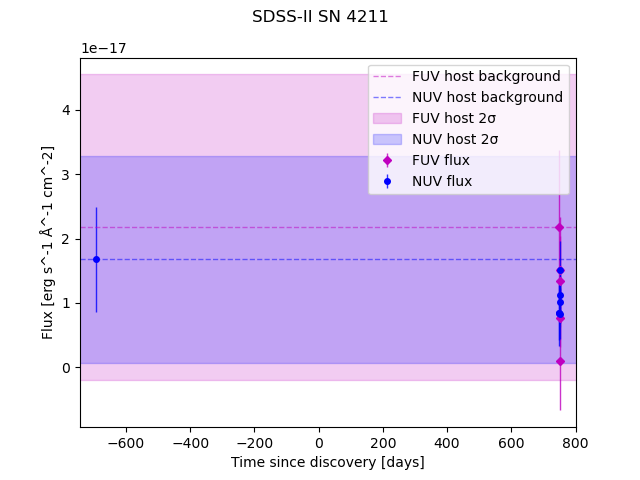 SDSS-II SN 4211
1e−17
FUV host background
NUV host background
FUV host 2σ
NUV host 2σ
FUV flux
NUV flux
4
3
2
1
0
Flux [erg s^-1 Å^-1 cm^-2]
−600 −400 −200 0 200 400 600 800
Time since discovery [days]